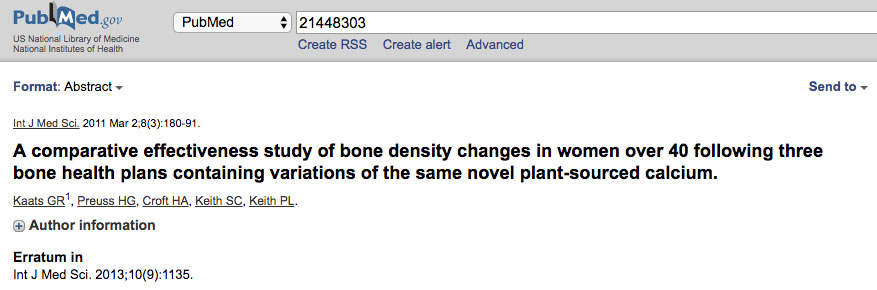 PubMed.gov
US National Library of Medicine
National Institutes of Health
PubMed
21448303
Create RSS Create alert Advanced
Format: Abstract
Send to
Int J Med Sci. 2011 Mar 2;8(3):180-91.
A comparative effectiveness study of bone density changes in women over 40 following three
bone health plans containing variations of the same novel plant-sourced calcium.
Kaats GR1, Preuss HG, Croft HA, Keith SC, Keith PL.
Author information
Erratum in
Int J Med Sci. 2013;10(9):1135.